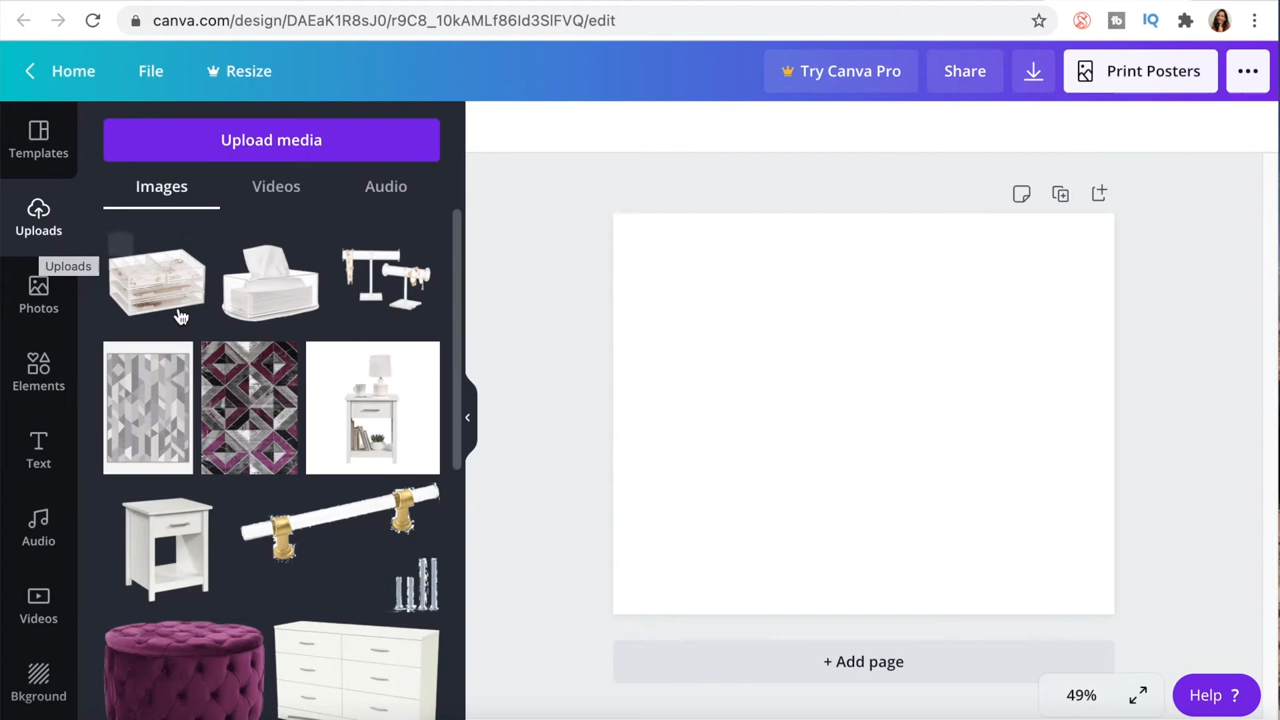 canva.com/design/DAEaK1R8sJ0/r9C8_10kAMLf86Id3SlFVQ/edit
Home
File
Resize
Try Canva Pro
Share
Print Posters
Templates
Uploads
Uploads
Photos
Elements
Text
Audio
Videos
Bkground
Upload media
Images
Videos
Audio
+ Add page
49%
Help ?